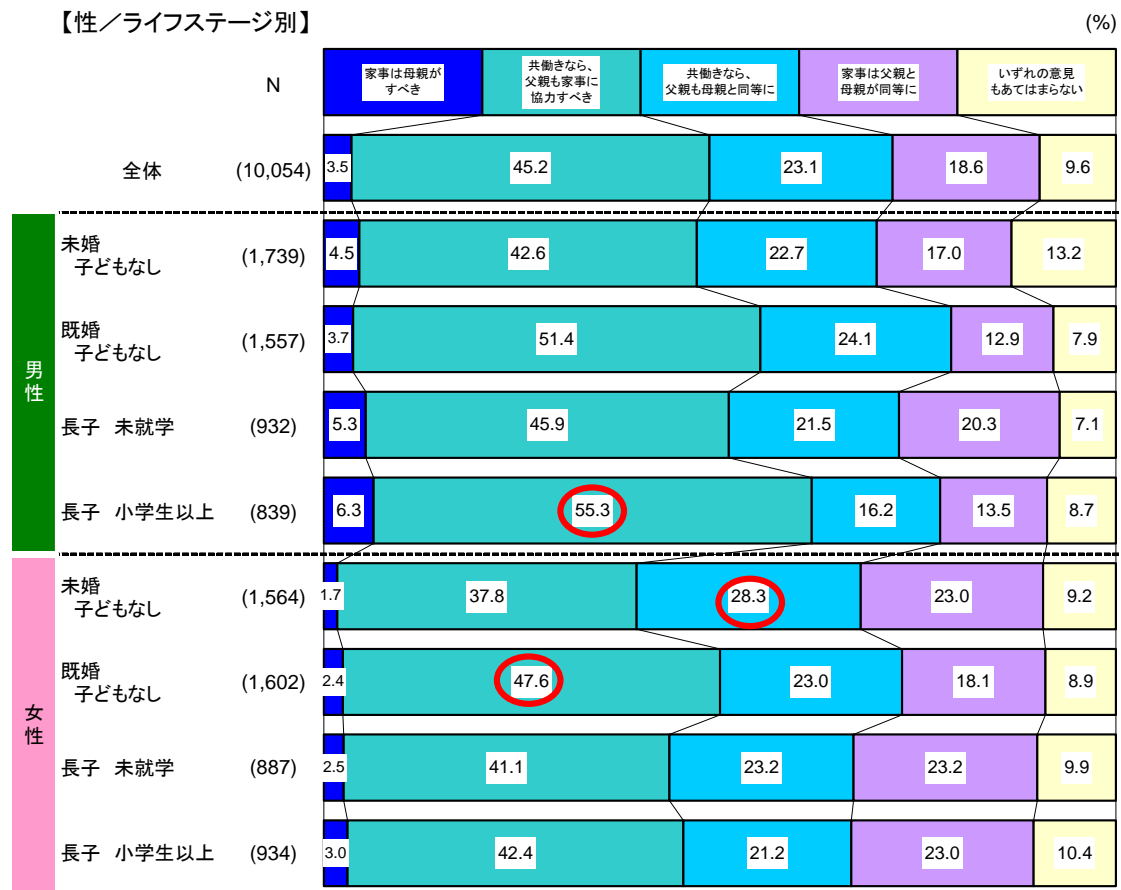 【性／ライフステージ別】
(%)
N
家事は母親が
すべき
共働きなら、
父親も家事に
協力すべき
共働きなら、
父親も母親と同等に
家事は父親と
母親が同等に
いずれの意見
もあてはまらない
全体 (10,054) 3.5 45.2 23.1 18.6 9.6
男性
未婚
子どもなし (1,739) 4.5 42.6 22.7 17.0 13.2
既婚
子どもなし (1,557) 3.7 51.4 24.1 12.9 7.9
長子 未就学 (932) 5.3 45.9 21.5 20.3 7.1
長子 小学生以上 (839) 6.3 55.3 16.2 13.5 8.7
女性
未婚
子どもなし (1,564) 1.7 37.8 28.3 23.0 9.2
既婚
子どもなし (1,602) 2.4 47.6 23.0 18.1 8.9
長子 未就学 (887) 2.5 41.1 23.2 23.2 9.9
長子 小学生以上 (934) 3.0 42.4 21.2 23.0 10.4